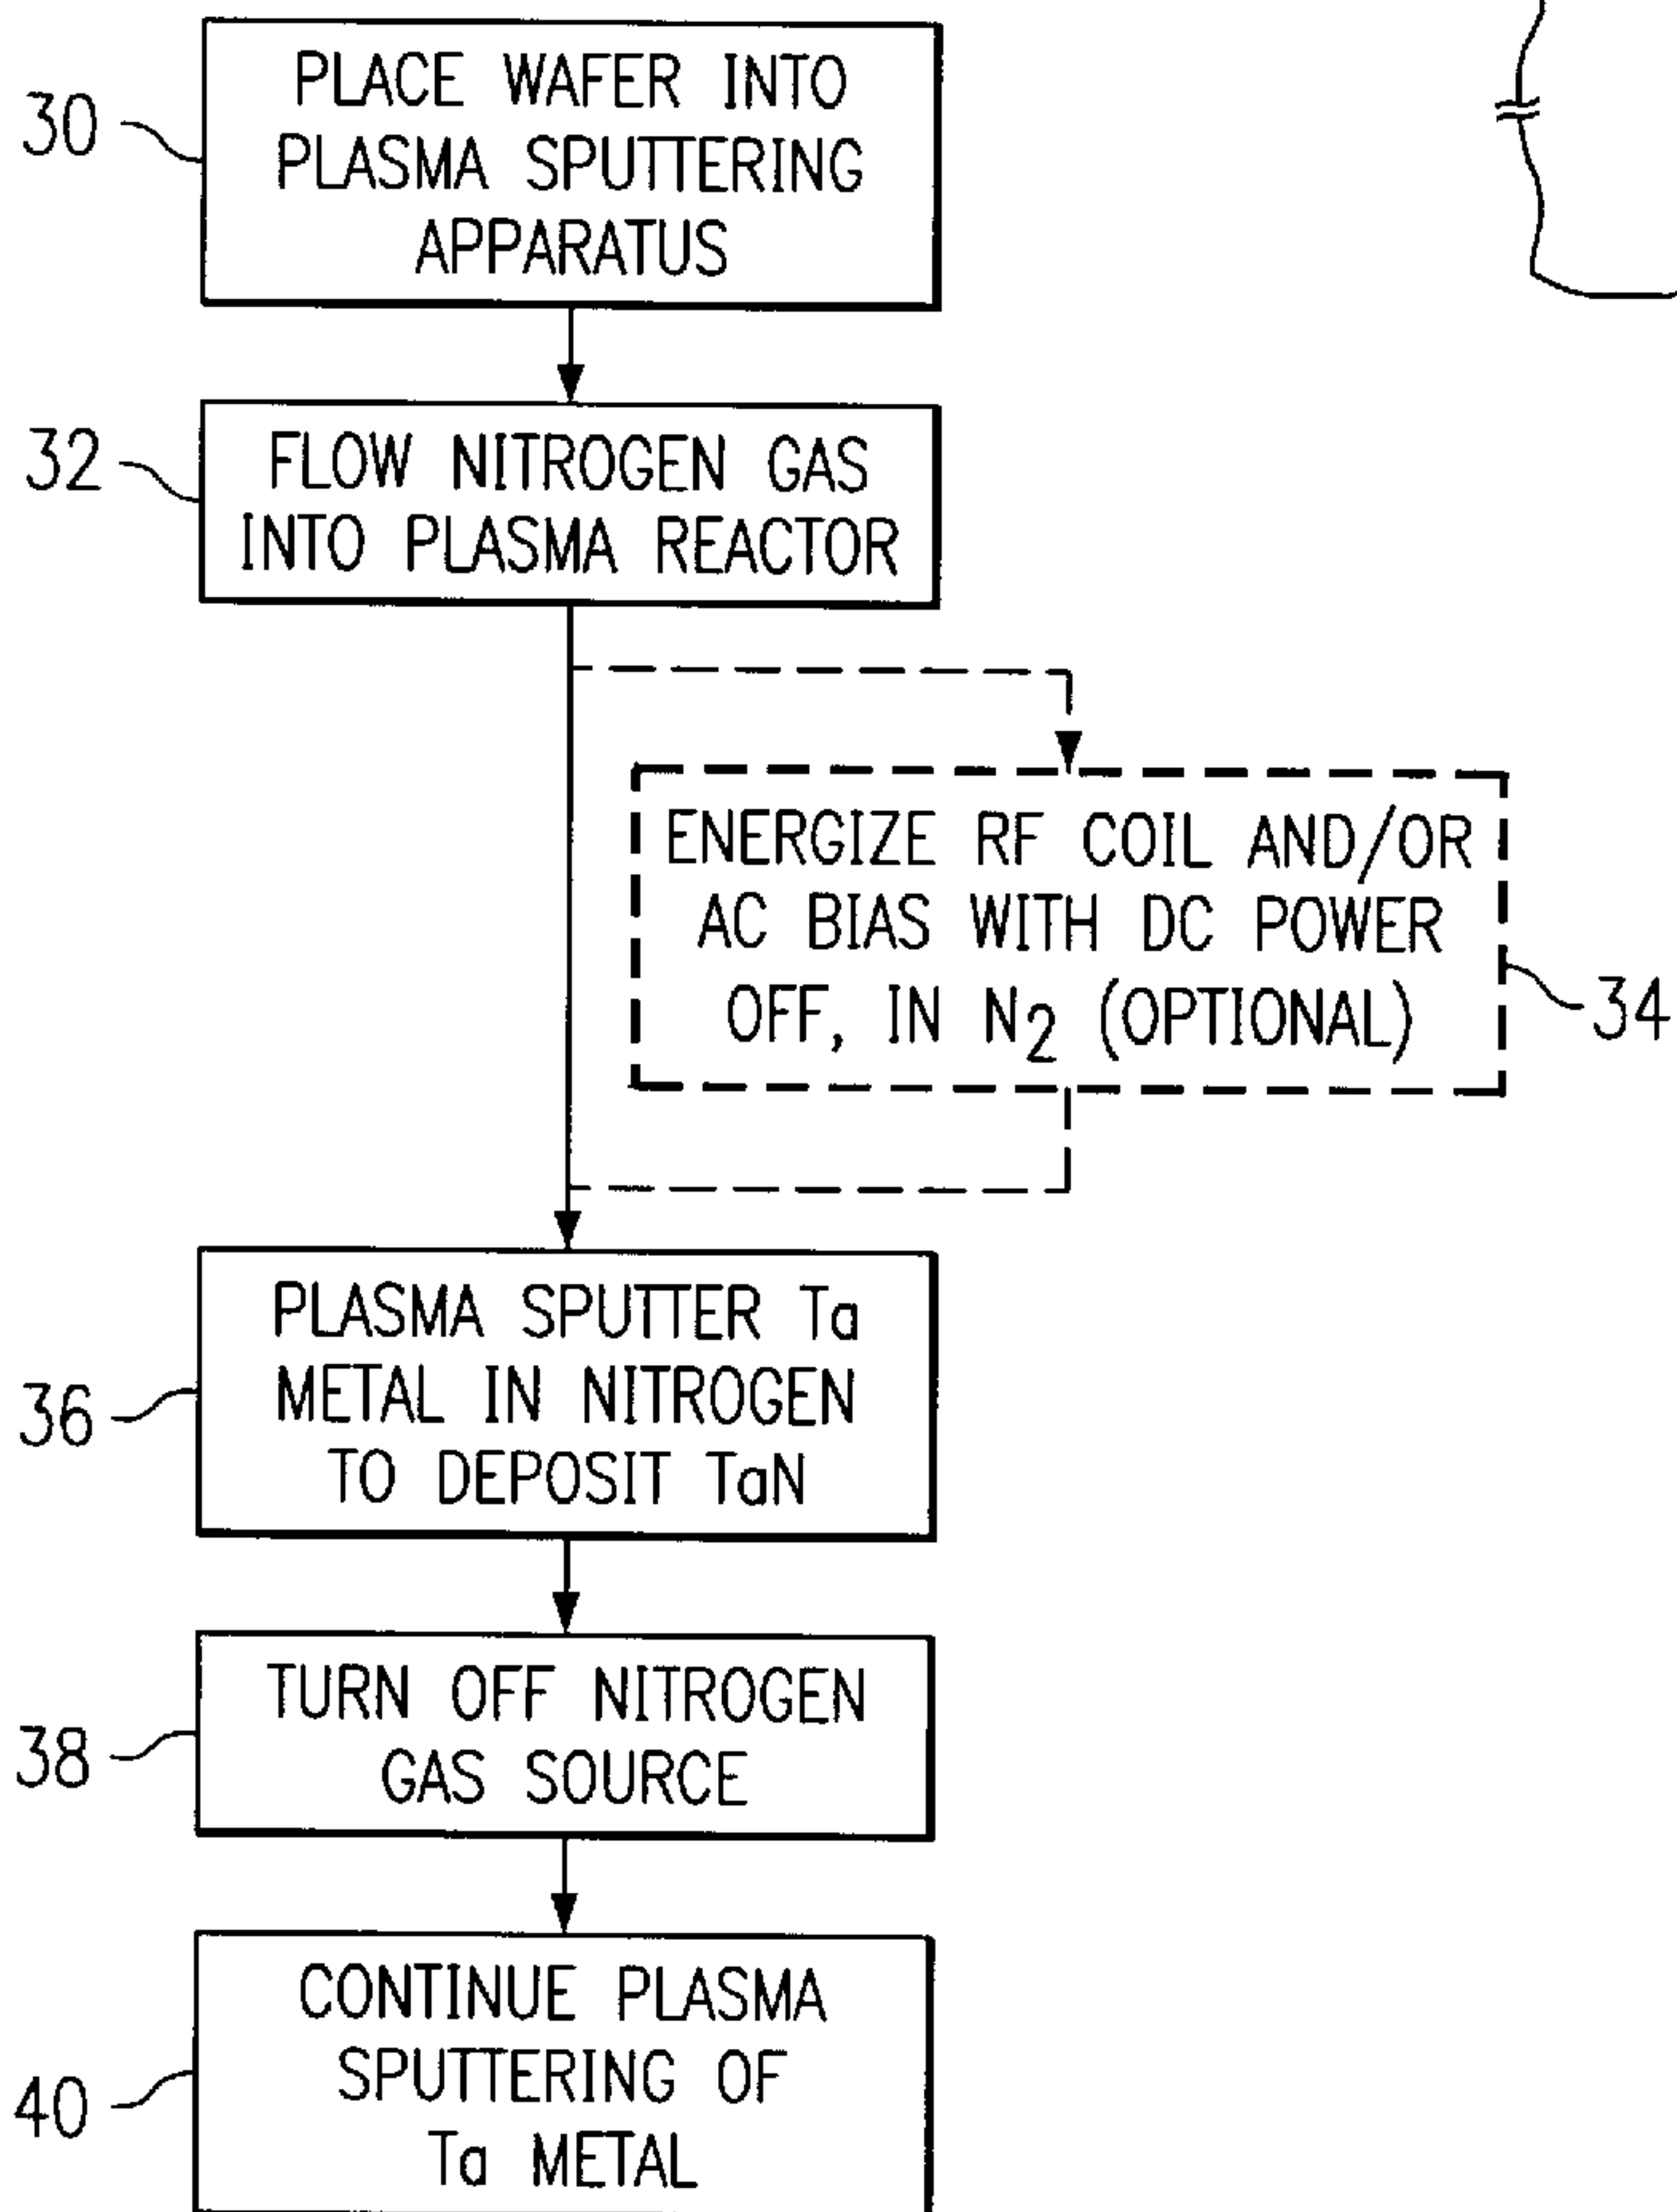 30
PLACE WAFER INTO
PLASMA SPUTTERING
APPARATUS
32
FLOW NITROGEN GAS
INTO PLASMA REACTOR
ENERGIZE RF COIL AND/OR
AC BIAS WITH DC POWER
OFF, IN N₂ (OPTIONAL)
34
36
PLASMA SPUTTER Ta
METAL IN NITROGEN
TO DEPOSIT TaN
38
TURN OFF NITROGEN
GAS SOURCE
40
CONTINUE PLASMA
SPUTTERING OF
Ta METAL